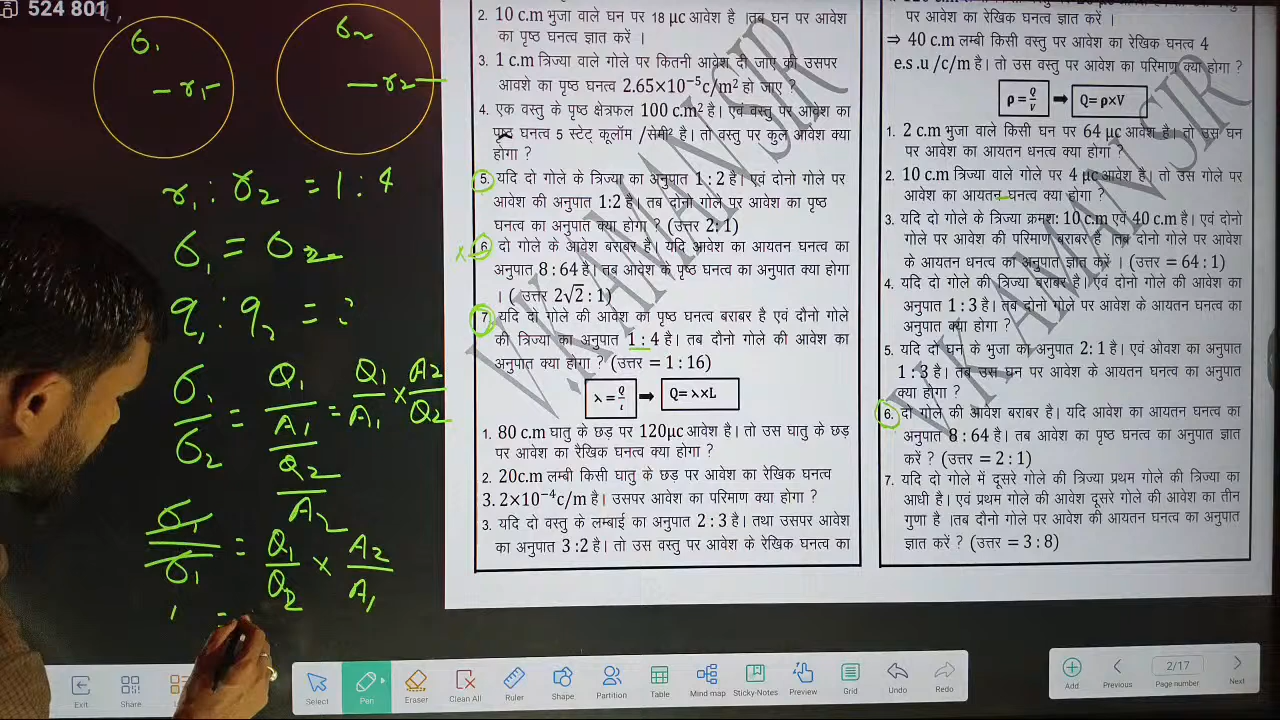 524 801
σ1
σ2
r1
r2
r1 : r2 = 1 : 4
σ1 = σ2
q1 : q2 = ?
σ1/σ2 = (Q1/A1)/(Q2/A2) = Q1/A1 × A2/Q2
σ1/σ1 = Q1/Q2 × A2/A1
1 =
2. 10 c.m भुजा वाले घन पर 18 μc आवेश है ।तब घन पर आवेश
का पृष्ठ घनत्व ज्ञात करें ।
3. 1 c.m त्रिज्या वाले गोले पर कितनी आवेश दी जाए की उसपर
आवशे का पृष्ठ घनत्व 2.65×10⁻⁵c/m² हो जाए ?
4. एक वस्तु के पृष्ठ क्षेत्रफल 100 c.m² है। एवं वस्तु पर आवेश का
पृष्ठ घनत्व 5 स्टेट् कूलॉम /सेमी² है। तो वस्तु पर कुल आवेश क्या
होगा ?
5. यदि दो गोले के त्रिज्या का अनुपात 1 : 2 है। एवं दोनो गोले पर
आवेश की अनुपात 1:2 है। तब दोनो गोले पर आवेश का पृष्ठ
घनत्व का अनुपात क्या होगा ? (उत्तर 2: 1)
×6 दो गोले के आवेश बराबर है। यदि आवेश का आयतन घनत्व का
अनुपात 8 : 64 है। तब आवेश के पृष्ठ घनत्व का अनुपात क्या होगा
। ( उत्तर 2√2 : 1)
7 यदि दो गोले की आवेश का पृष्ठ घनत्व बराबर है एवं दौनो गोले
की त्रिज्या का अनुपात 1 : 4 है। तब दौनो गोले की आवेश का
अनुपात क्या होगा ? (उत्तर = 1 : 16)
λ = Q/L ➡ Q= λ×L
1. 80 c.m धातु के छड़ पर 120μc आवेश है। तो उस धातु के छड़
पर आवेश का रैखिक घनत्व क्या होगा ?
2. 20c.m लम्बी किसी धातु के छड़ पर आवेश का रेखिक घनत्व
3. 2×10⁻⁴c/m है। उसपर आवेश का परिमाण क्या होगा ?
3. यदि दो वस्तु के लम्बाई का अनुपात 2 : 3 है। तथा उसपर आवेश
का अनुपात 3 :2 है। तो उस वस्तु पर आवेश के रेखिक घनत्व का
पर आवेश का रेखिक घनत्व ज्ञात करें ।
⇒ 40 c.m लम्बी किसी वस्तु पर आवेश का रेखिक घनत्व 4
e.s.u /c/m है। तो उस वस्तु पर आवेश का परिमाण क्या होगा ?
ρ = Q/V ➡ Q= ρ×V
1. 2 c.m भुजा वाले किसी घन पर 64 μc आवेश है। तो उस घन
पर आवेश का आयतन धनत्व क्या होगा ?
2. 10 c.m त्रिज्या वाले गोले पर 4 μc आवेश है। तो उस गोले पर
आवेश का आयतन घनत्व क्या होगा ?
3. यदि दो गोले के त्रिज्या क्रमश: 10 c.m एवं 40 c.m है। एवं दोनो
गोले पर आवेश की परिमाण बराबर है ।तब दोनो गोले पर आवेश
के आयतन धनत्व का अनुपात ज्ञात करें । (उत्तर = 64 : 1)
4. यदि दो गोले की त्रिज्या बराबर है। एवं दोनो गोले की आवेश का
अनुपात 1 : 3 है। तब दोनो गोले पर आवेश के आयतन घनत्व का
अनुपात क्या होगा ?
5. यदि दो घन के भुजा का अनुपात 2: 1 है। एवं ओवश का अनुपात
1 : 3 है। तब उस घन पर आवेश के आयतन घनत्व का अनुपात
क्या होगा ?
6. दो गोले की आवेश बराबर है। यदि आवेश का आयतन घनत्व का
अनुपात 8 : 64 है। तब आवेश का पृष्ठ घनत्व का अनुपात ज्ञात
करें ? (उत्तर = 2 : 1)
7. यदि दो गोले में दूसरे गोले की त्रिज्या प्रथम गोले की त्रिज्या का
आधी है। एवं प्रथम गोले की आवेश दूसरे गोले की आवेश का तीन
गुणा है ।तब दौनो गोले पर आवेश की आयतन घनत्व का अनुपात
ज्ञात करें ? (उत्तर = 3 : 8)
V.K AMAN SIR
V.K AMAN SIR
Exit
Share
Select
Pen
Eraser
Clean All
Ruler
Shape
Partition
Table
Mind map
Sticky-Notes
Preview
Grid
Undo
Redo
Add
Previous
2/17
Page number
Next